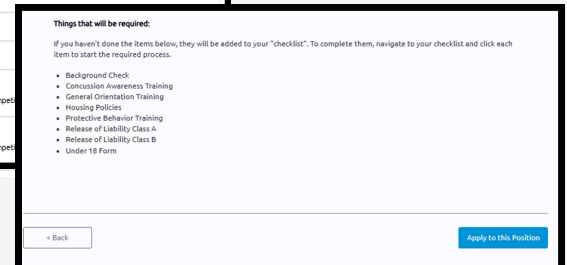 Things that will be required:
If you haven't done the items below, they will be added to your "checklist". To complete them, navigate to your checklist and click each
item to start the required process.
• Background Check
• Concussion Awareness Training
• General Orientation Training
• Housing Policies
• Protective Behavior Training
• Release of Liability Class A
• Release of Liability Class B
• Under 18 Form
< Back
Apply to this Position